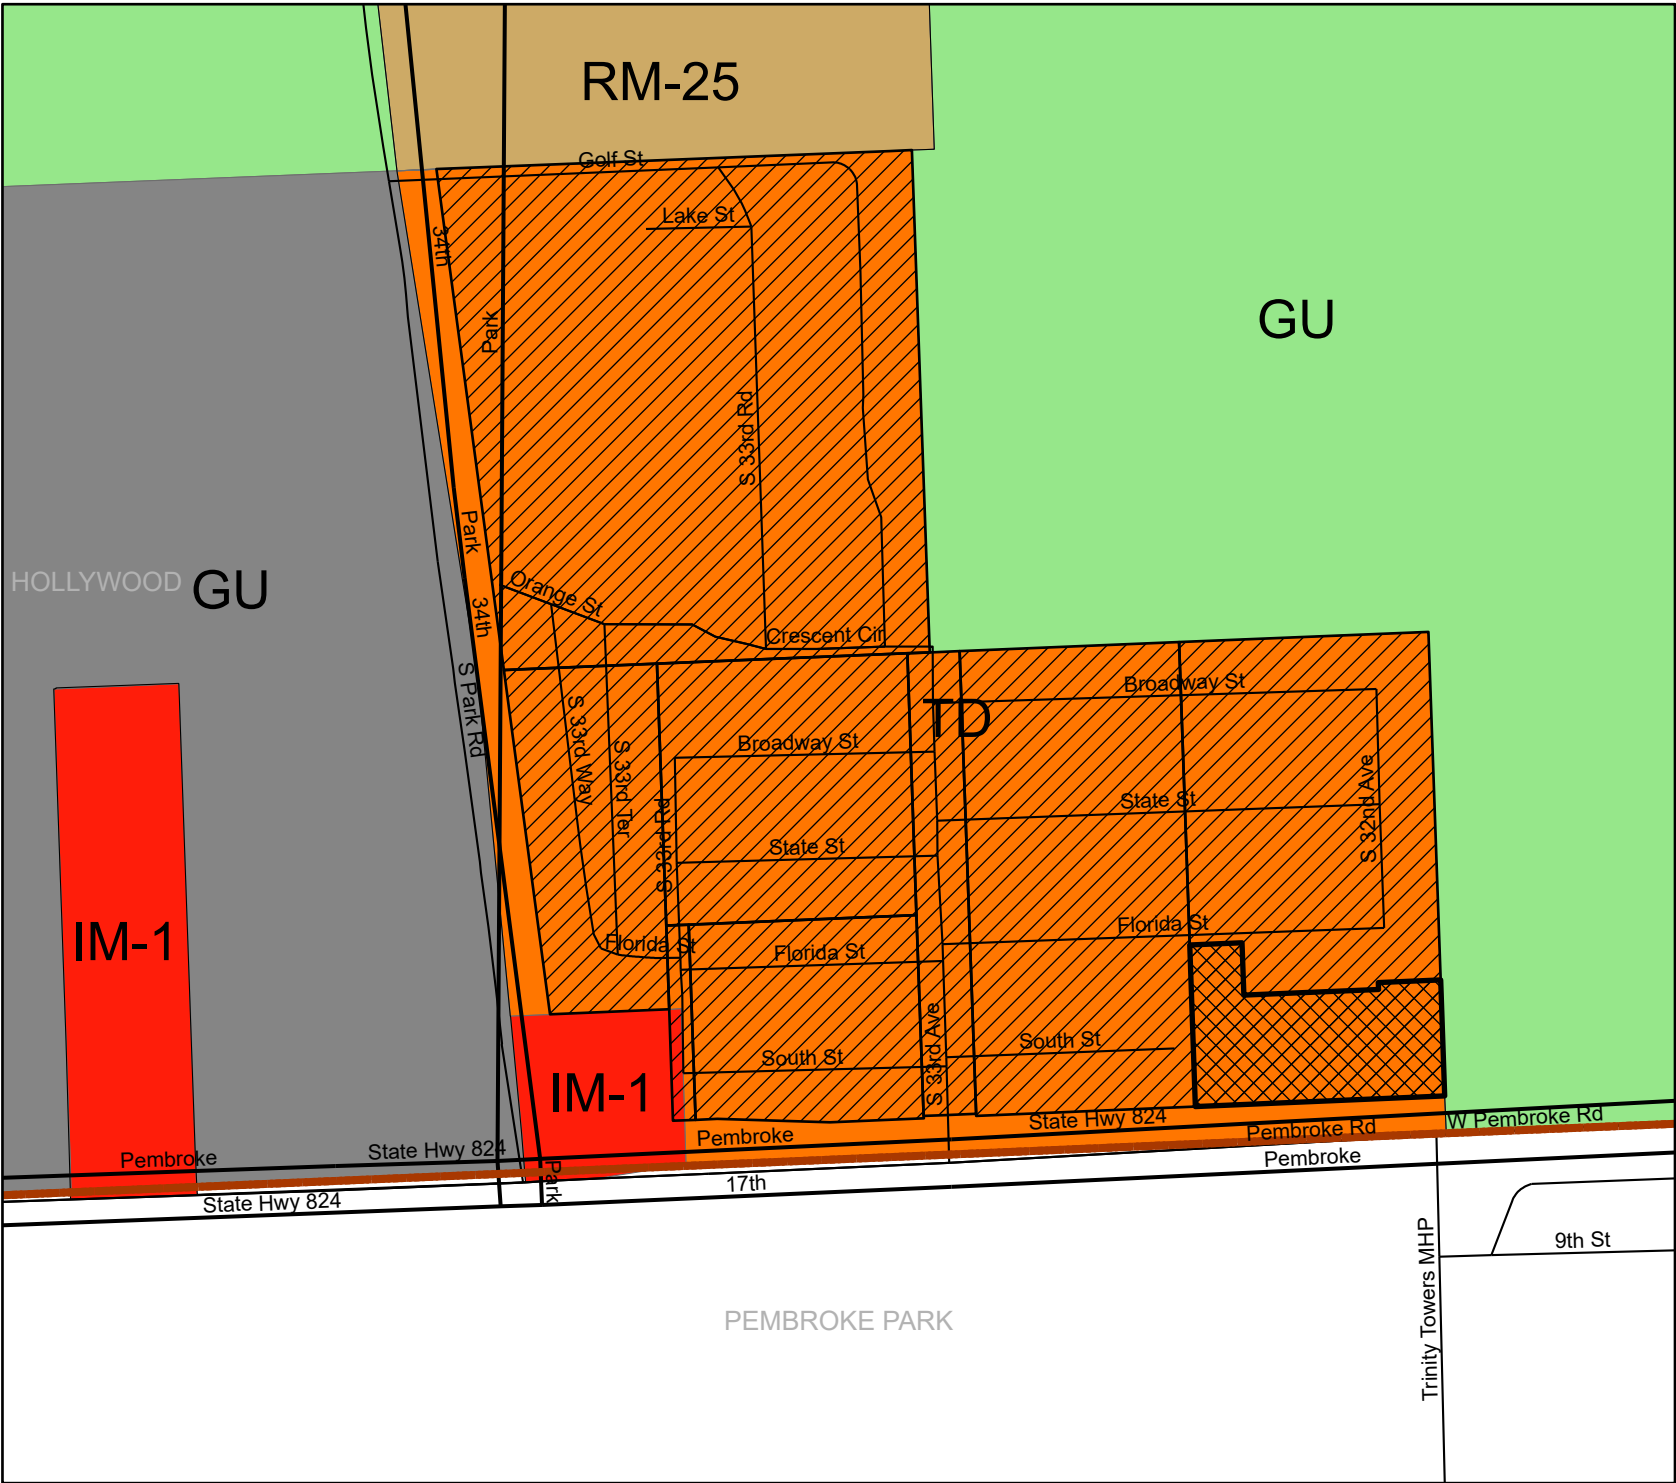 RM-25
Golf St
Lake St
34th
Park
GU
S 33rd Rd
Park
HOLLYWOOD
GU
Orange St
34th
Crescent Cir
S Park Rd
Broadway St
TD
S 33rd Way
S 33rd Ter
Broadway St
S 33rd Rd
State St
S 32nd Ave
State St
IM-1
Florida St
Florida St
Florida St
S 33rd Ave
South St
South St
IM-1
State Hwy 824
W Pembroke Rd
Pembroke
Pembroke Rd
State Hwy 824
Pembroke
Pembroke
Park
17th
State Hwy 824
9th St
Trinity Towers MHP
PEMBROKE PARK